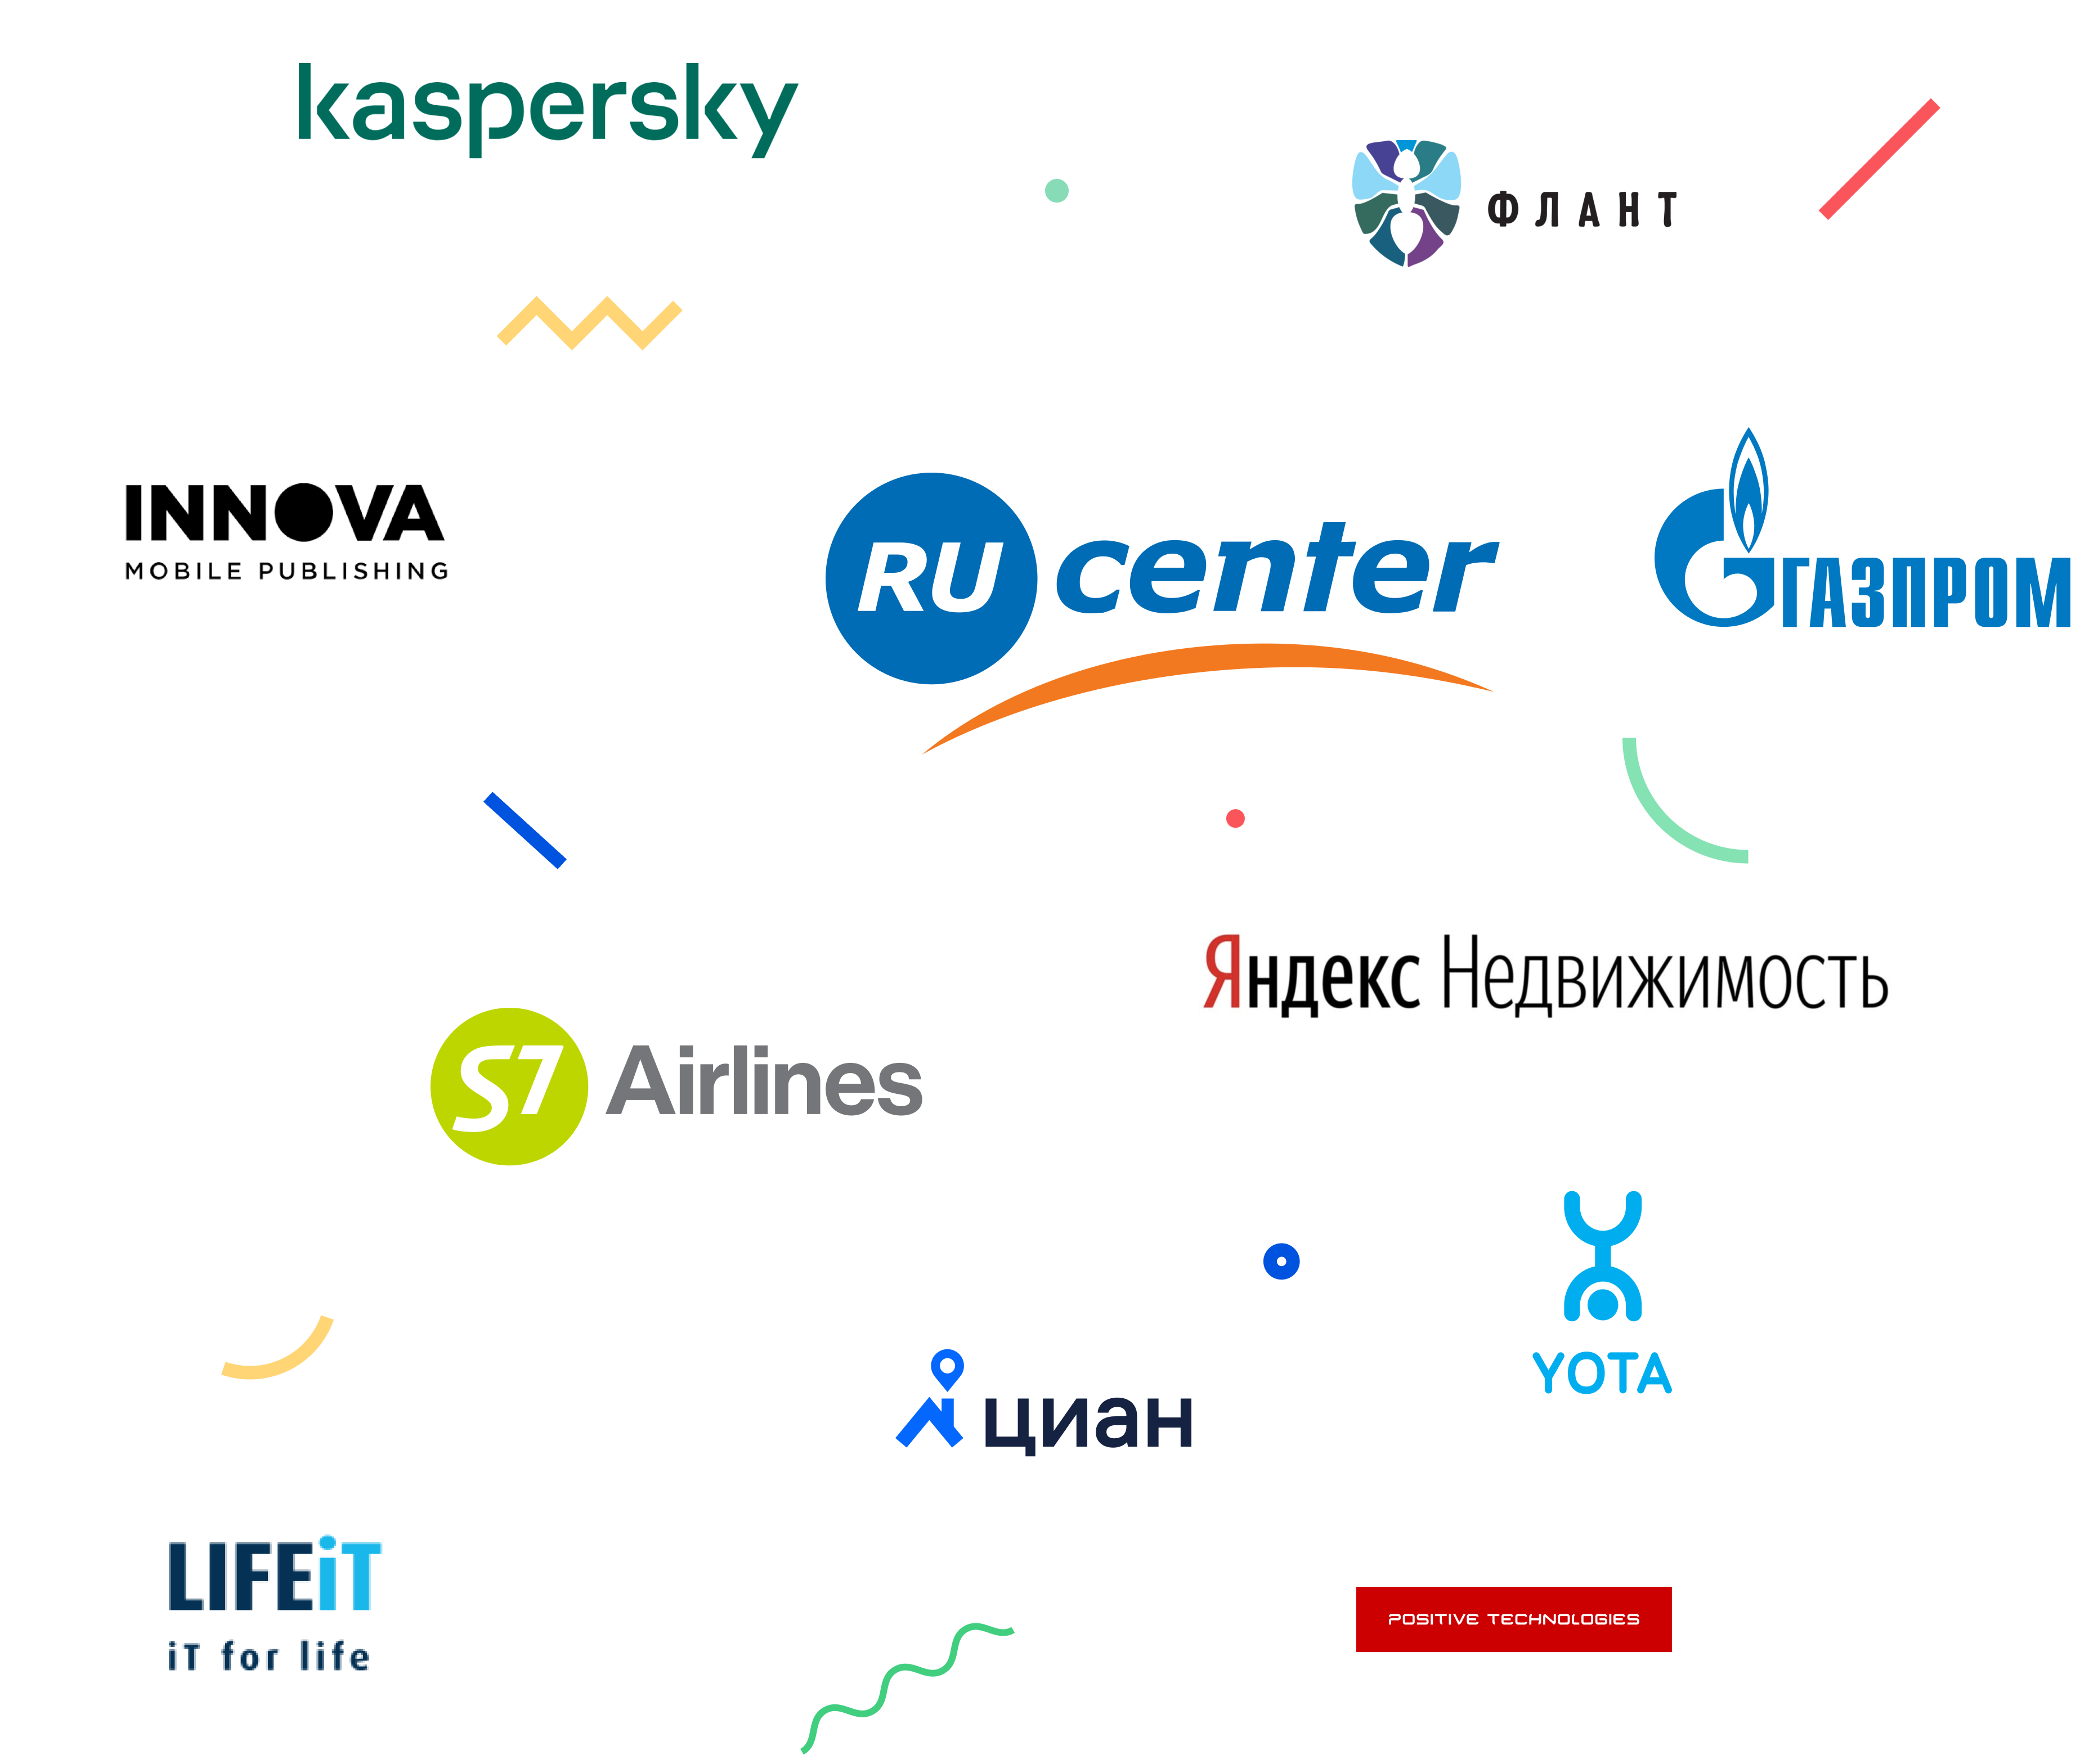 kaspersky
ФЛАНТ
INNOVA
MOBILE PUBLISHING
RU center
ГАЗПРОМ
Яндекс Недвижимость
S7 Airlines
YOTA
циан
LIFEiT
iT for life
POSITIVE TECHNOLOGIES